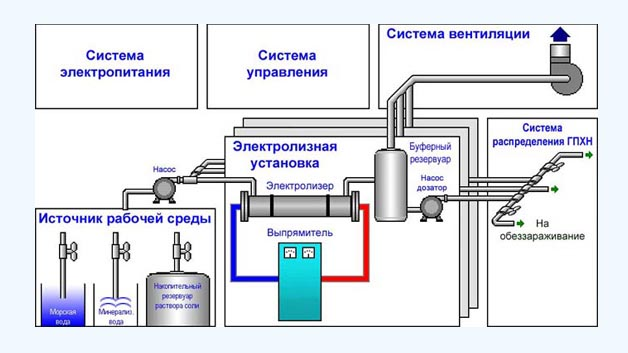 Система
электропитания
Система
управления
Система вентиляции
Электролизная
установка
Буферный
резервуар
Система
распределения ГПХН
Насос
Электролизер
Насос
дозатор
Источник рабочей среды
Выпрямитель
На
обеззараживание
Морская
вода
Минерализ.
вода
Накопительный
резервуар
раствора соли